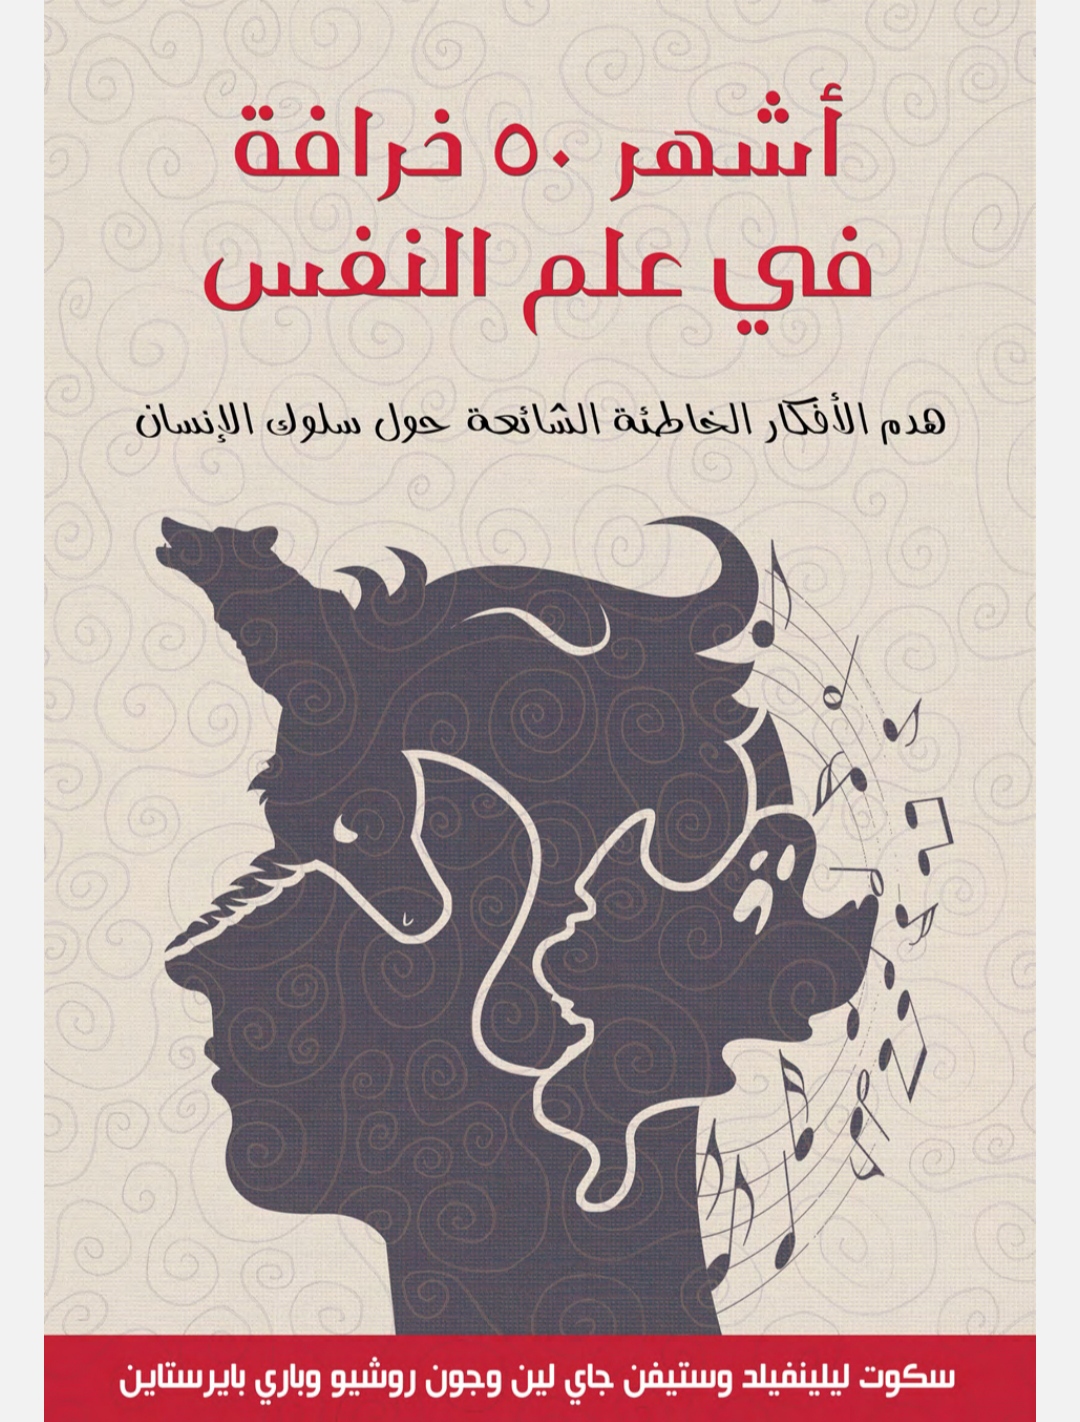 أشهر ٥٠ خرافة
في علم النفس
هدم الأفكار الخاطئة الشائعة حول سلوك الإنسان
سكوت ليلينفيلد وستيفن جاي لين وجون روشيو وباري بايرستاين